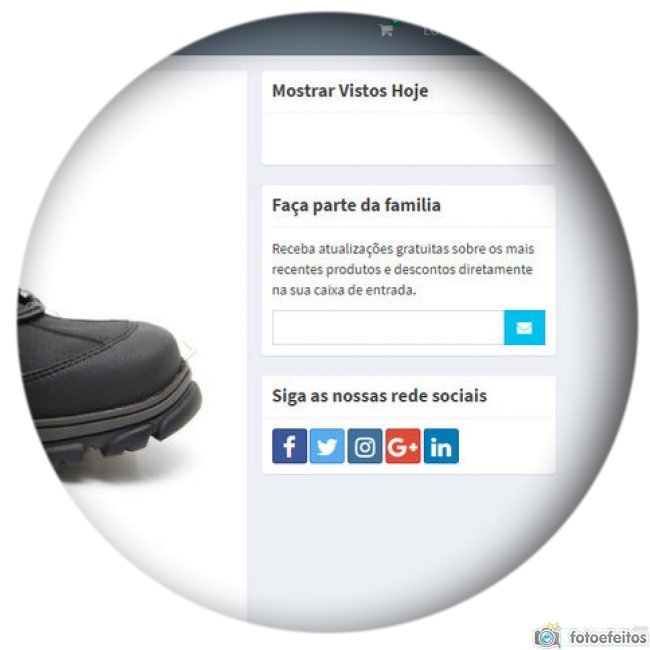 Mostrar Vistos Hoje
Faça parte da familia
Receba atualizações gratuitas sobre os mais
recentes produtos e descontos diretamente
na sua caixa de entrada.
Siga as nossas rede sociais
f
G+
in
fotoefeitos